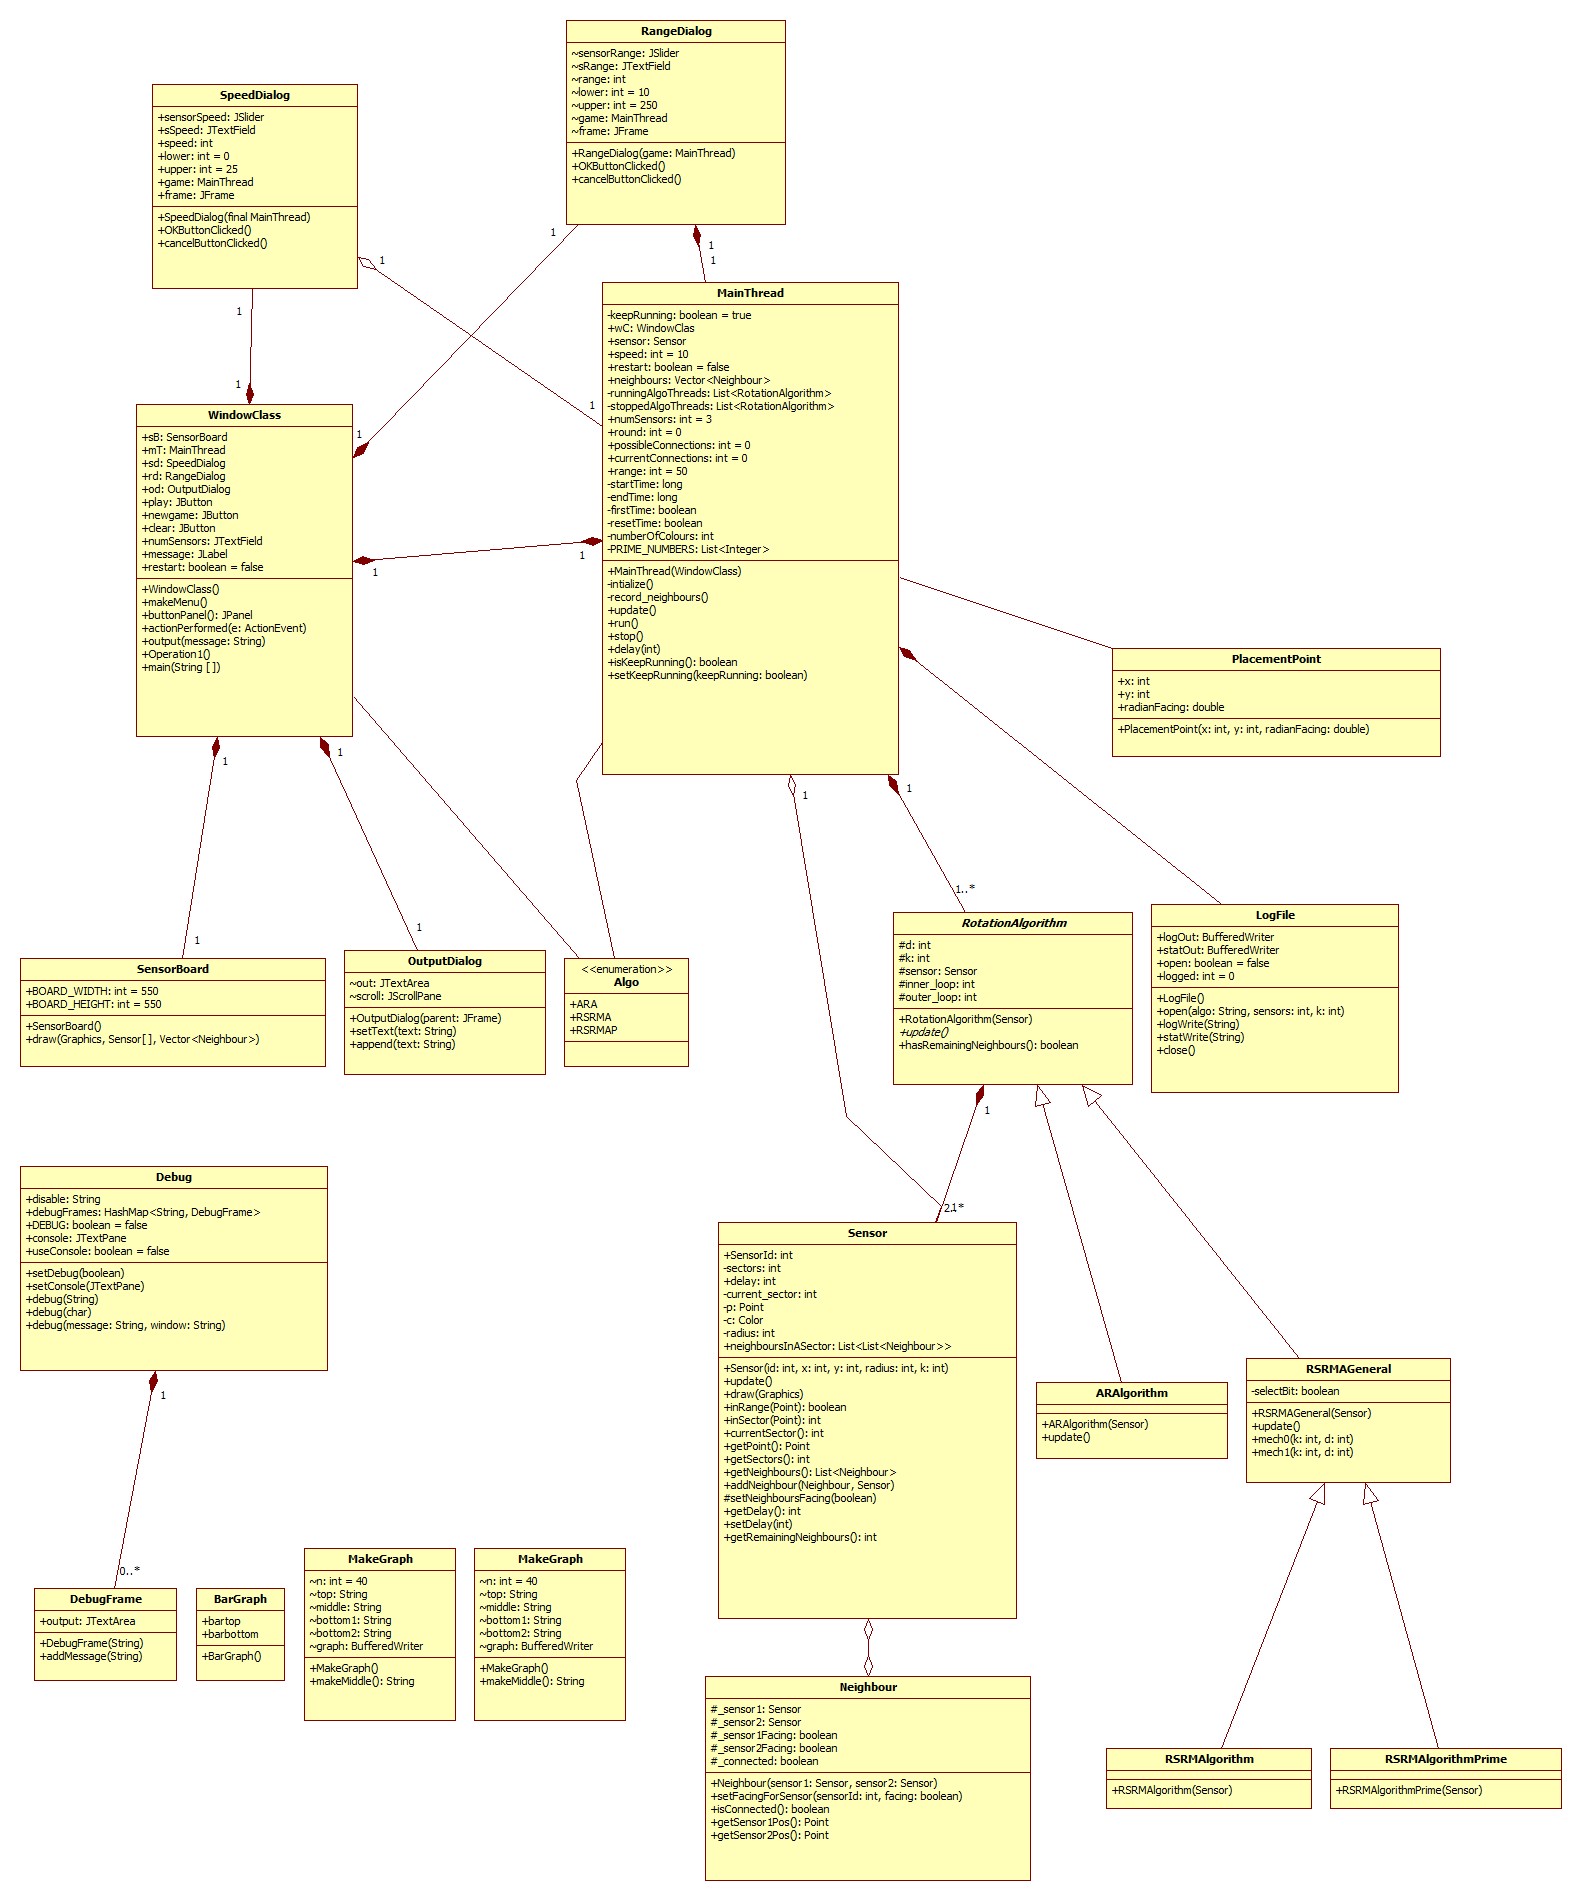 RangeDialog
~sensorRange: JSlider
~sRange: JTextField
~range: int
~lower: int = 10
~upper: int = 250
~game: MainThread
~frame: JFrame
+RangeDialog(game: MainThread)
+OKButtonClicked()
+cancelButtonClicked()
SpeedDialog
+sensorSpeed: JSlider
+sSpeed: JTextField
+speed: int
+lower: int = 0
+upper: int = 25
+game: MainThread
+frame: JFrame
+SpeedDialog(final MainThread)
+OKButtonClicked()
+cancelButtonClicked()
1
1
1
1
1
1
1
1
1
MainThread
-keepRunning: boolean = true
+wC: WindowClas
+sensor: Sensor
+speed: int = 10
+restart: boolean = false
+neighbours: Vector<Neighbour>
-runningAlgoThreads: List<RotationAlgorithm>
-stoppedAlgoThreads: List<RotationAlgorithm>
+numSensors: int = 3
+round: int = 0
+possibleConnections: int = 0
+currentConnections: int = 0
+range: int = 50
-startTime: long
-endTime: long
-firstTime: boolean
-resetTime: boolean
-numberOfColours: int
-PRIME_NUMBERS: List<Integer>
+MainThread(WindowClass)
-intialize()
-record_neighbours()
+update()
+run()
+stop()
+delay(int)
+isKeepRunning(): boolean
+setKeepRunning(keepRunning: boolean)
WindowClass
+sB: SensorBoard
+mT: MainThread
+sd: SpeedDialog
+rd: RangeDialog
+od: OutputDialog
+play: JButton
+newgame: JButton
+clear: JButton
+numSensors: JTextField
+message: JLabel
+restart: boolean = false
+WindowClass()
+makeMenu()
+buttonPanel(): JPanel
+actionPerformed(e: ActionEvent)
+output(message: String)
+Operation1()
+main(String [])
1
1
PlacementPoint
+x: int
+y: int
+radianFacing: double
+PlacementPoint(x: int, y: int, radianFacing: double)
1
1
1
1
1
1
1..*
SensorBoard
+BOARD_WIDTH: int = 550
+BOARD_HEIGHT: int = 550
+SensorBoard()
+draw(Graphics, Sensor[], Vector<Neighbour>)
OutputDialog
~out: JTextArea
~scroll: JScrollPane
+OutputDialog(parent: JFrame)
+setText(text: String)
+append(text: String)
<<enumeration>>
Algo
+ARA
+RSRMA
+RSRMAP
RotationAlgorithm
#d: int
#k: int
#sensor: Sensor
#inner_loop: int
#outer_loop: int
+RotationAlgorithm(Sensor)
+update()
+hasRemainingNeighbours(): boolean
LogFile
+logOut: BufferedWriter
+statOut: BufferedWriter
+open: boolean = false
+logged: int = 0
+LogFile()
+open(algo: String, sensors: int, k: int)
+logWrite(String)
+statWrite(String)
+close()
1
Debug
+disable: String
+debugFrames: HashMap<String, DebugFrame>
+DEBUG: boolean = false
+console: JTextPane
+useConsole: boolean = false
+setDebug(boolean)
+setConsole(JTextPane)
+debug(String)
+debug(char)
+debug(message: String, window: String)
1
0..*
Sensor
+SensorId: int
-sectors: int
+delay: int
-current_sector: int
-p: Point
-c: Color
-radius: int
+neighboursInASector: List<List<Neighbour>>
+Sensor(id: int, x: int, y: int, radius: int, k: int)
+update()
+draw(Graphics)
+inRange(Point): boolean
+inSector(Point): int
+currentSector(): int
+getPoint(): Point
+getSectors(): int
+getNeighbours(): List<Neighbour>
+addNeighbour(Neighbour, Sensor)
#setNeighboursFacing(boolean)
+getDelay(): int
+setDelay(int)
+getRemainingNeighbours(): int
ARAlgorithm
+ARAlgorithm(Sensor)
+update()
RSRMAGeneral
-selectBit: boolean
+RSRMAGeneral(Sensor)
+update()
+mech0(k: int, d: int)
+mech1(k: int, d: int)
DebugFrame
+output: JTextArea
+DebugFrame(String)
+addMessage(String)
BarGraph
+bartop
+barbottom
+BarGraph()
MakeGraph
~n: int = 40
~top: String
~middle: String
~bottom1: String
~bottom2: String
~graph: BufferedWriter
+MakeGraph()
+makeMiddle(): String
MakeGraph
~n: int = 40
~top: String
~middle: String
~bottom1: String
~bottom2: String
~graph: BufferedWriter
+MakeGraph()
+makeMiddle(): String
Neighbour
#_sensor1: Sensor
#_sensor2: Sensor
#_sensor1Facing: boolean
#_sensor2Facing: boolean
#_connected: boolean
+Neighbour(sensor1: Sensor, sensor2: Sensor)
+setFacingForSensor(sensorId: int, facing: boolean)
+isConnected(): boolean
+getSensor1Pos(): Point
+getSensor2Pos(): Point
RSRMAlgorithm
+RSRMAlgorithm(Sensor)
RSRMAlgorithmPrime
+RSRMAlgorithmPrime(Sensor)